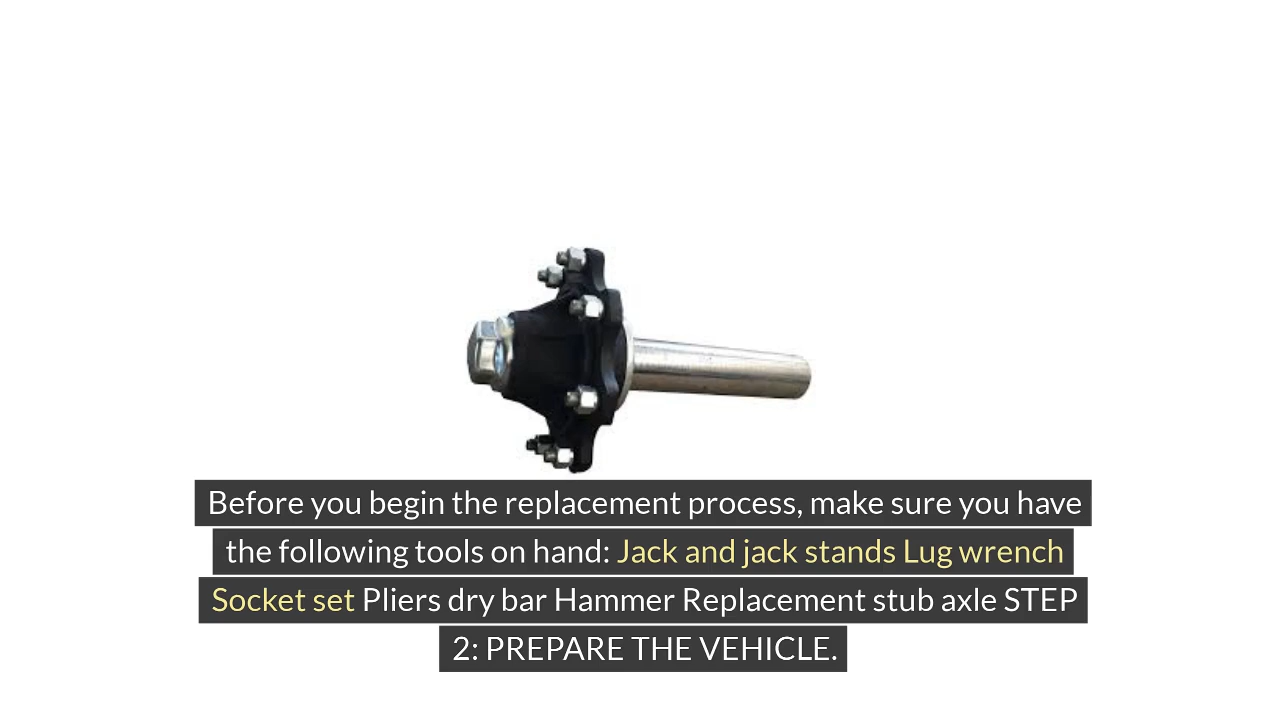 Before you begin the replacement process, make sure you have
the following tools on hand: Jack and jack stands Lug wrench
Socket set Pliers dry bar Hammer Replacement stub axle STEP
2: PREPARE THE VEHICLE.